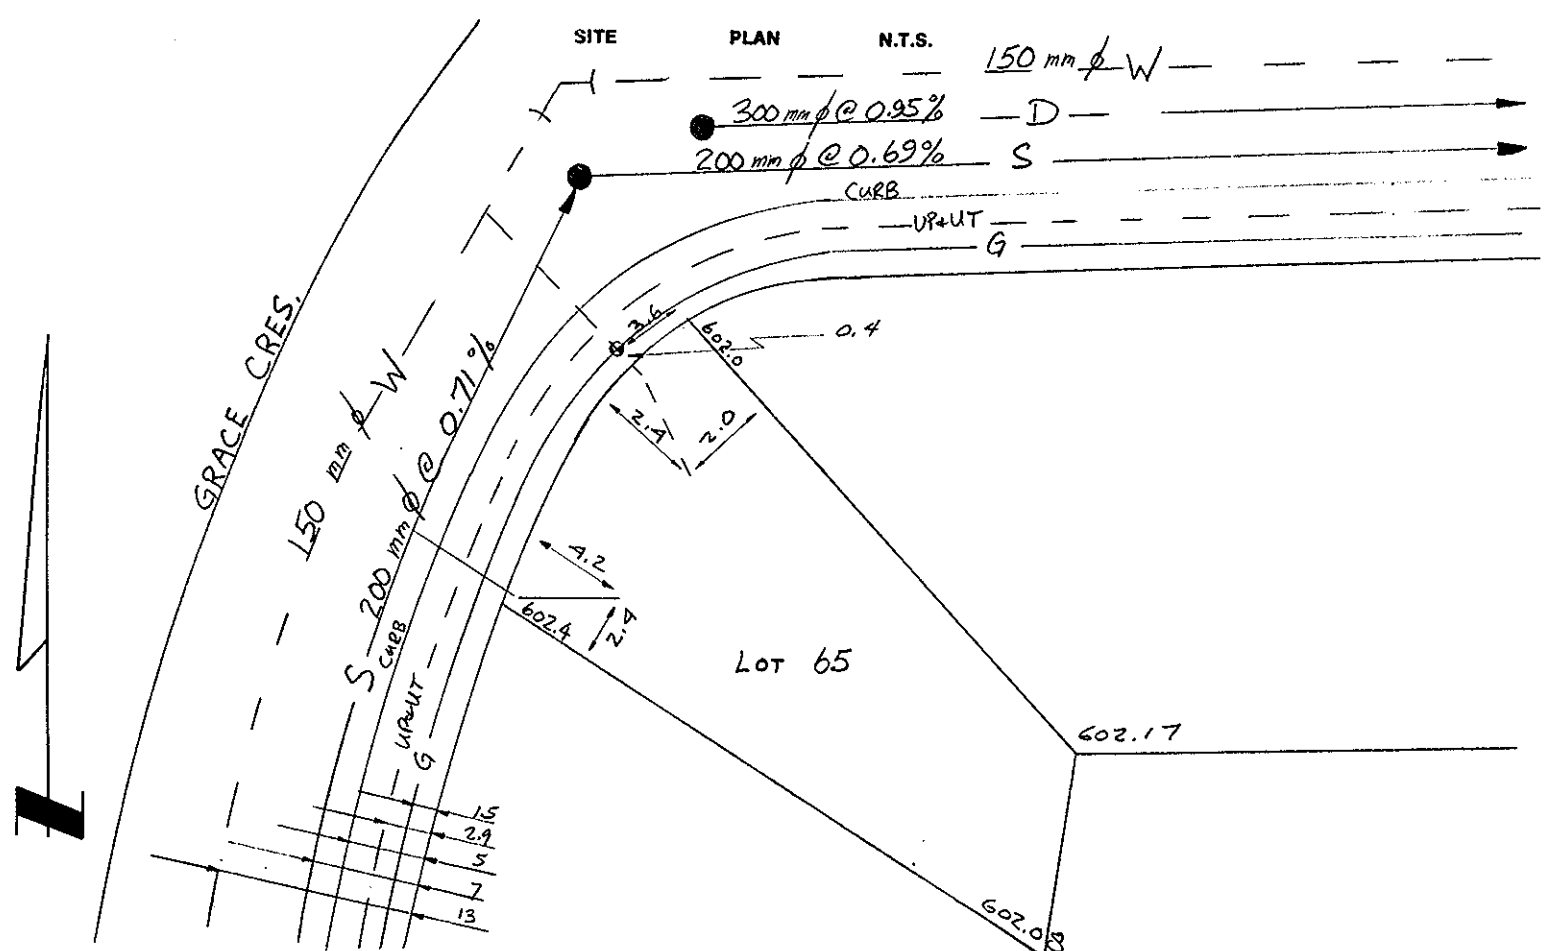 SITE PLAN N.T.S.
150 mm ϕ W
300 mm ϕ @ 0.95% D
200 mm ϕ @ 0.69% S
CURB
UP&UT
G
GRACE CRES.
150 mm ϕ W
200 mm ϕ @ 0.71%
S
CURB
UP&UT
G
3.6
0.4
602.0
2.4
2.0
4.2
2.4
602.4
LOT 65
602.17
602.08
1.5
2.9
5
7
13